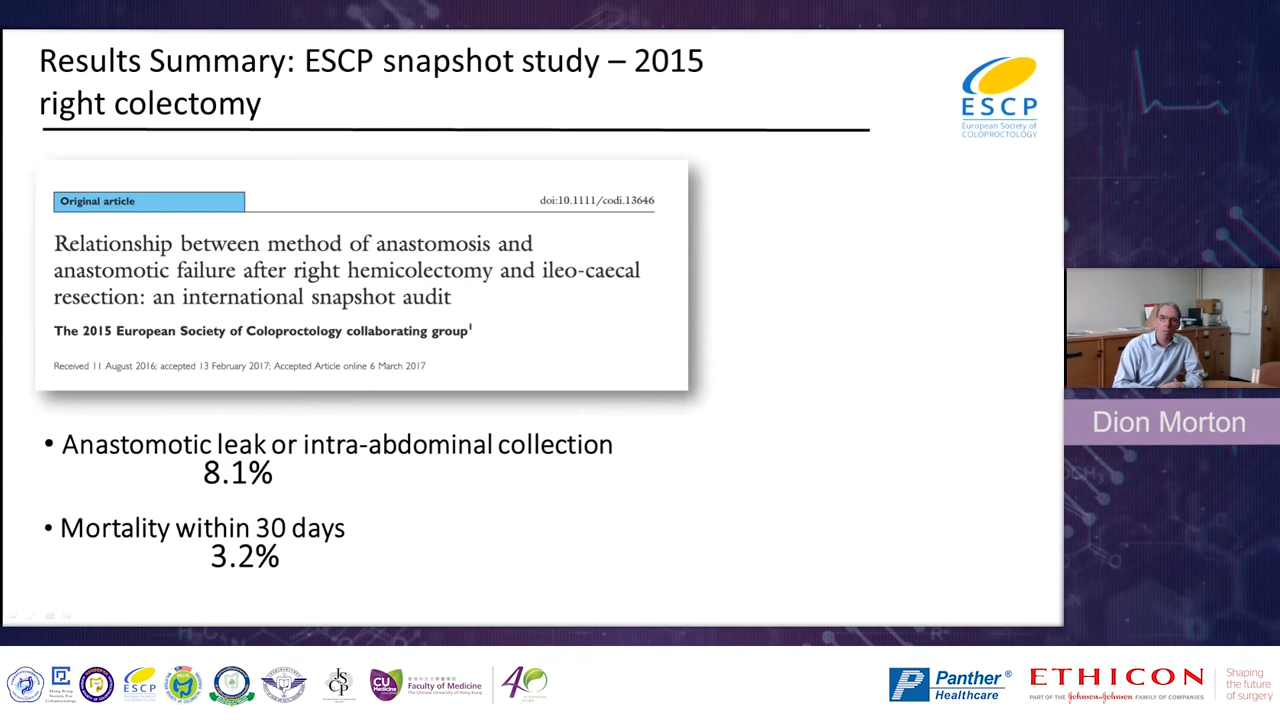 Results Summary: ESCP snapshot study – 2015
right colectomy
ESCP
European Society of
COLOPROCTOLOGY
Original article
doi:10.1111/codi.13646
Relationship between method of anastomosis and
anastomotic failure after right hemicolectomy and ileo-caecal
resection: an international snapshot audit
The 2015 European Society of Coloproctology collaborating group¹
Received 11 August 2016; accepted 13 February 2017; Accepted Article online 6 March 2017
• Anastomotic leak or intra-abdominal collection
8.1%
• Mortality within 30 days
3.2%
Dion Morton
ESCP
CU
Medicine
Faculty of Medicine
The Chinese University of Hong Kong
40
Panther
Healthcare
ETHICON
PART OF THE Johnson & Johnson FAMILY OF COMPANIES
Shaping
the future
of surgery